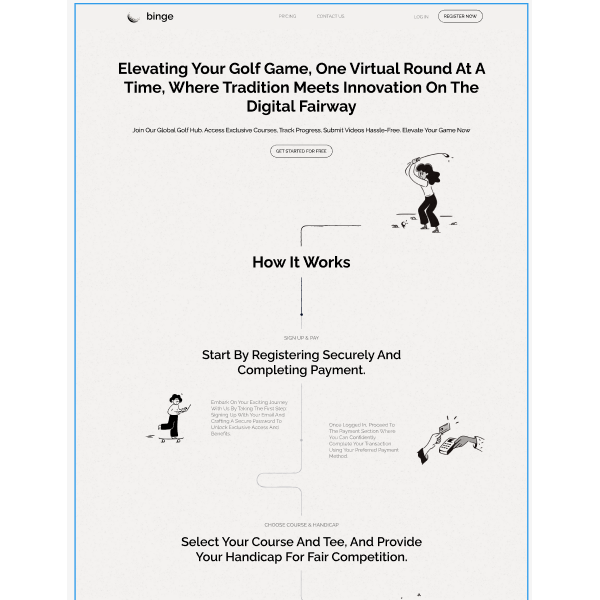 binge
PRICING
CONTACT US
LOG IN
REGISTER NOW
Elevating Your Golf Game, One Virtual Round At A
Time, Where Tradition Meets Innovation On The
Digital Fairway
Join Our Global Golf Hub. Access Exclusive Courses, Track Progress, Submit Videos Hassle-Free. Elevate Your Game Now
GET STARTED FOR FREE
How It Works
SIGN UP & PAY
Start By Registering Securely And
Completing Payment.
Embark On Your Exciting Journey
With Us By Taking The First Step:
Signing Up With Your Email And
Crafting A Secure Password To
Unlock Exclusive Access And
Benefits.
Once Logged In, Proceed To
The Payment Section Where
You Can Confidently
Complete Your Transaction
Using Your Preferred Payment
Method.
CHOOSE COURSE & HANDICAP
Select Your Course And Tee, And Provide
Your Handicap For Fair Competition.